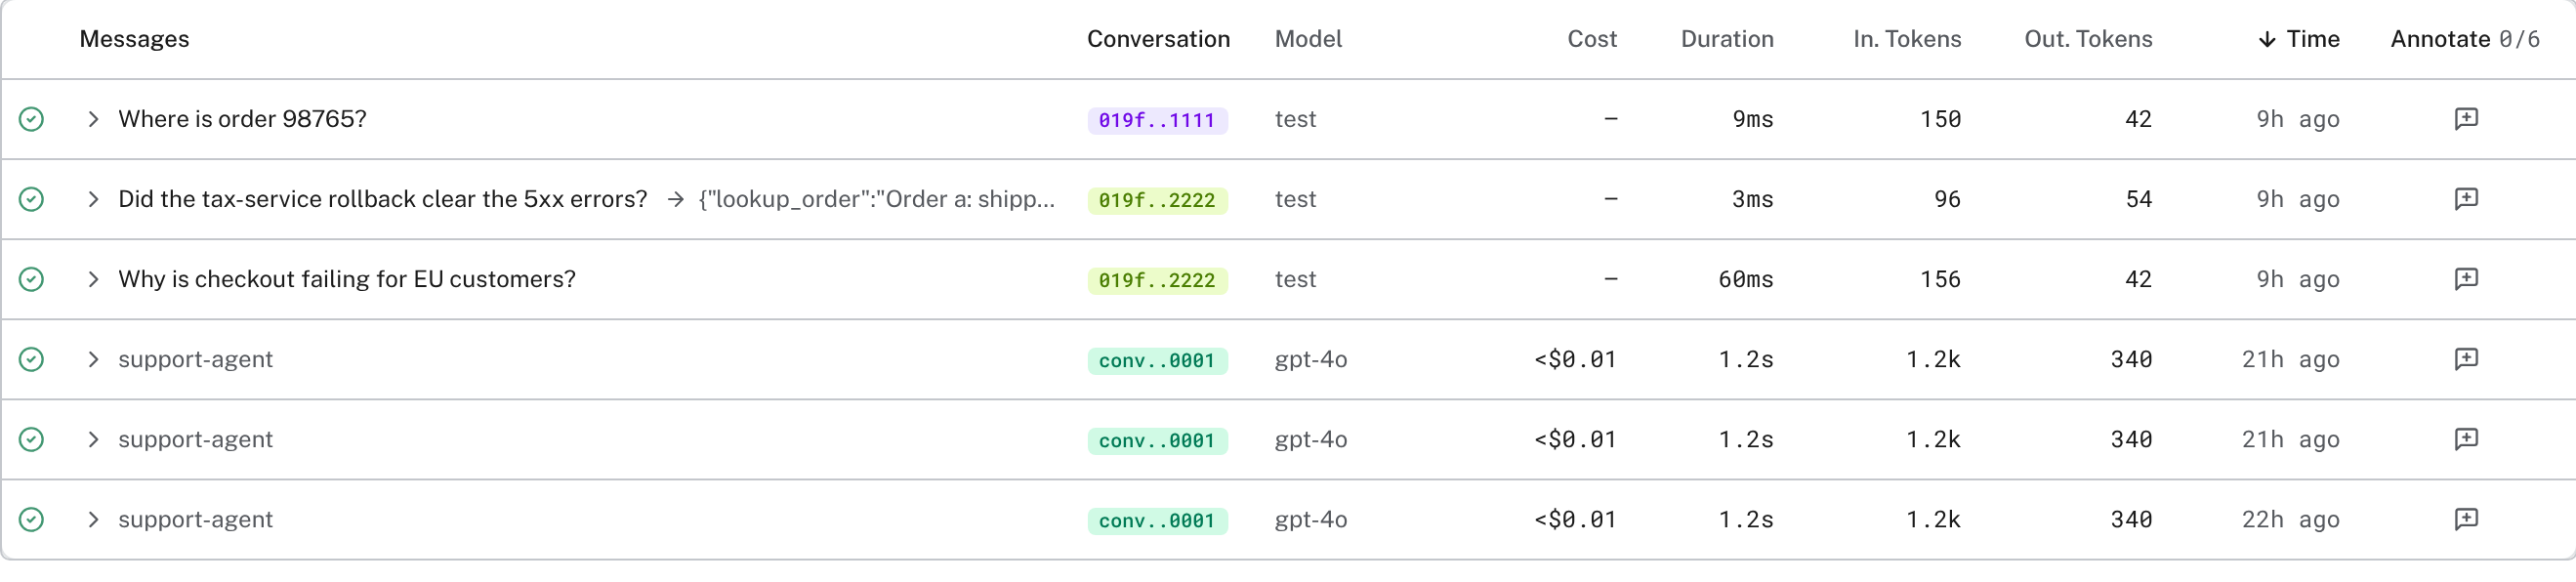 Messages Conversation Model Cost Duration In. Tokens Out. Tokens ↓ Time Annotate 0/6
Where is order 98765? 019f..1111 test – 9ms 150 42 9h ago
Did the tax-service rollback clear the 5xx errors? → {"lookup_order":"Order a: shipp... 019f..2222 test – 3ms 96 54 9h ago
Why is checkout failing for EU customers? 019f..2222 test – 60ms 156 42 9h ago
support-agent conv..0001 gpt-4o <$0.01 1.2s 1.2k 340 21h ago
support-agent conv..0001 gpt-4o <$0.01 1.2s 1.2k 340 21h ago
support-agent conv..0001 gpt-4o <$0.01 1.2s 1.2k 340 22h ago